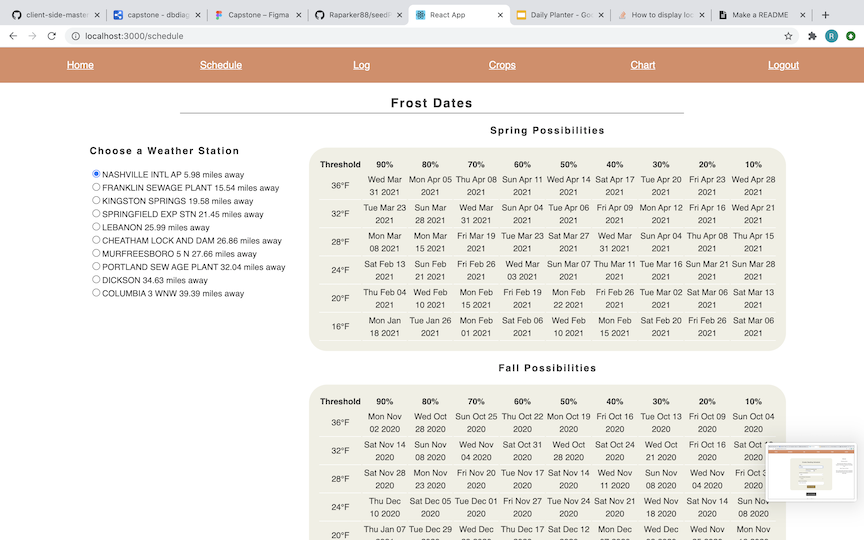 client-side-master
capstone - dbdiag
Capstone – Figma
Raparker88/seedP
React App
Daily Planter - Goo
How to display loc
Make a README
localhost:3000/schedule
R
Home Schedule Log Crops Chart Logout
Frost Dates
Choose a Weather Station
NASHVILLE INTL AP 5.98 miles away
FRANKLIN SEWAGE PLANT 15.54 miles away
KINGSTON SPRINGS 19.58 miles away
SPRINGFIELD EXP STN 21.45 miles away
LEBANON 25.99 miles away
CHEATHAM LOCK AND DAM 26.86 miles away
MURFREESBORO 5 N 27.66 miles away
PORTLAND SEW AGE PLANT 32.04 miles away
DICKSON 34.63 miles away
COLUMBIA 3 WNW 39.39 miles away
Spring Possibilities
Threshold 90% 80% 70% 60% 50% 40% 30% 20% 10%
36°F Wed Mar 31 2021 Mon Apr 05 2021 Thu Apr 08 2021 Sun Apr 11 2021 Wed Apr 14 2021 Sat Apr 17 2021 Tue Apr 20 2021 Fri Apr 23 2021 Wed Apr 28 2021
32°F Tue Mar 23 2021 Sun Mar 28 2021 Wed Mar 31 2021 Sun Apr 04 2021 Tue Apr 06 2021 Fri Apr 09 2021 Mon Apr 12 2021 Fri Apr 16 2021 Wed Apr 21 2021
28°F Mon Mar 08 2021 Mon Mar 15 2021 Fri Mar 19 2021 Tue Mar 23 2021 Sat Mar 27 2021 Wed Mar 31 2021 Sun Apr 04 2021 Thu Apr 08 2021 Thu Apr 15 2021
24°F Sat Feb 13 2021 Sun Feb 21 2021 Fri Feb 26 2021 Wed Mar 03 2021 Sun Mar 07 2021 Thu Mar 11 2021 Tue Mar 16 2021 Sun Mar 21 2021 Sun Mar 28 2021
20°F Thu Feb 04 2021 Wed Feb 10 2021 Mon Feb 15 2021 Fri Feb 19 2021 Mon Feb 22 2021 Fri Feb 26 2021 Tue Mar 02 2021 Sat Mar 06 2021 Sat Mar 13 2021
16°F Mon Jan 18 2021 Tue Jan 26 2021 Mon Feb 01 2021 Sat Feb 06 2021 Wed Feb 10 2021 Mon Feb 15 2021 Sat Feb 20 2021 Fri Feb 26 2021 Sat Mar 06 2021
Fall Possibilities
Threshold 90% 80% 70% 60% 50% 40% 30% 20% 10%
36°F Mon Nov 02 2020 Wed Oct 28 2020 Sun Oct 25 2020 Thu Oct 22 2020 Mon Oct 19 2020 Fri Oct 16 2020 Tue Oct 13 2020 Fri Oct 09 2020 Sun Oct 04 2020
32°F Sat Nov 14 2020 Sun Nov 08 2020 Wed Nov 04 2020 Sat Oct 31 2020 Wed Oct 28 2020 Sat Oct 24 2020 Wed Oct 21 2020 Fri Oct 16 2020 Sat Oct
28°F Sat Nov 28 2020 Mon Nov 23 2020 Fri Nov 20 2020 Tue Nov 17 2020 Sat Nov 14 2020 Wed Nov 11 2020 Sun Nov 08 2020 Wed Nov 04 2020 Fri Oct
24°F Thu Dec 10 2020 Sat Dec 05 2020 Tue Dec 01 2020 Fri Nov 27 2020 Tue Nov 24 2020 Sat Nov 21 2020 Wed Nov 18 2020 Sat Nov 14 2020 Sun Nov 08 2020
20°F Thu Jan 07 Tue Dec 29 Wed Dec Thu Dec 17 Sat Dec 12 Mon Dec Wed Dec Wed Nov Mon Nov